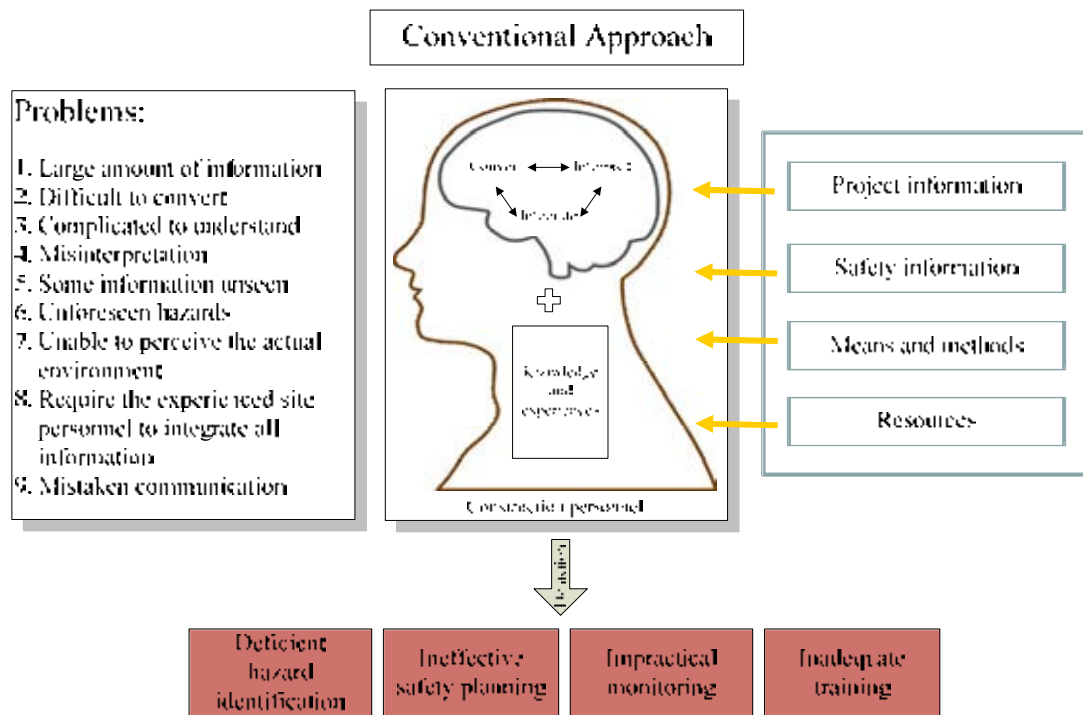 Conventional Approach
Problems:
1. Large amount of information
2. Difficult to convert
3. Complicated to understand
4. Misinterpretation
5. Some information unseen
6. Unforeseen hazards
7. Unable to perceive the actual
environment
8. Require the experienced site
personnel to integrate all
information
9. Mistaken communication
Convert
Integrate
Knowledge
and
experiences
Construction personnel
Project information
Safety information
Means and methods
Resources
Deficient
hazard
identification
Ineffective
safety planning
Impractical
monitoring
Inadequate
training